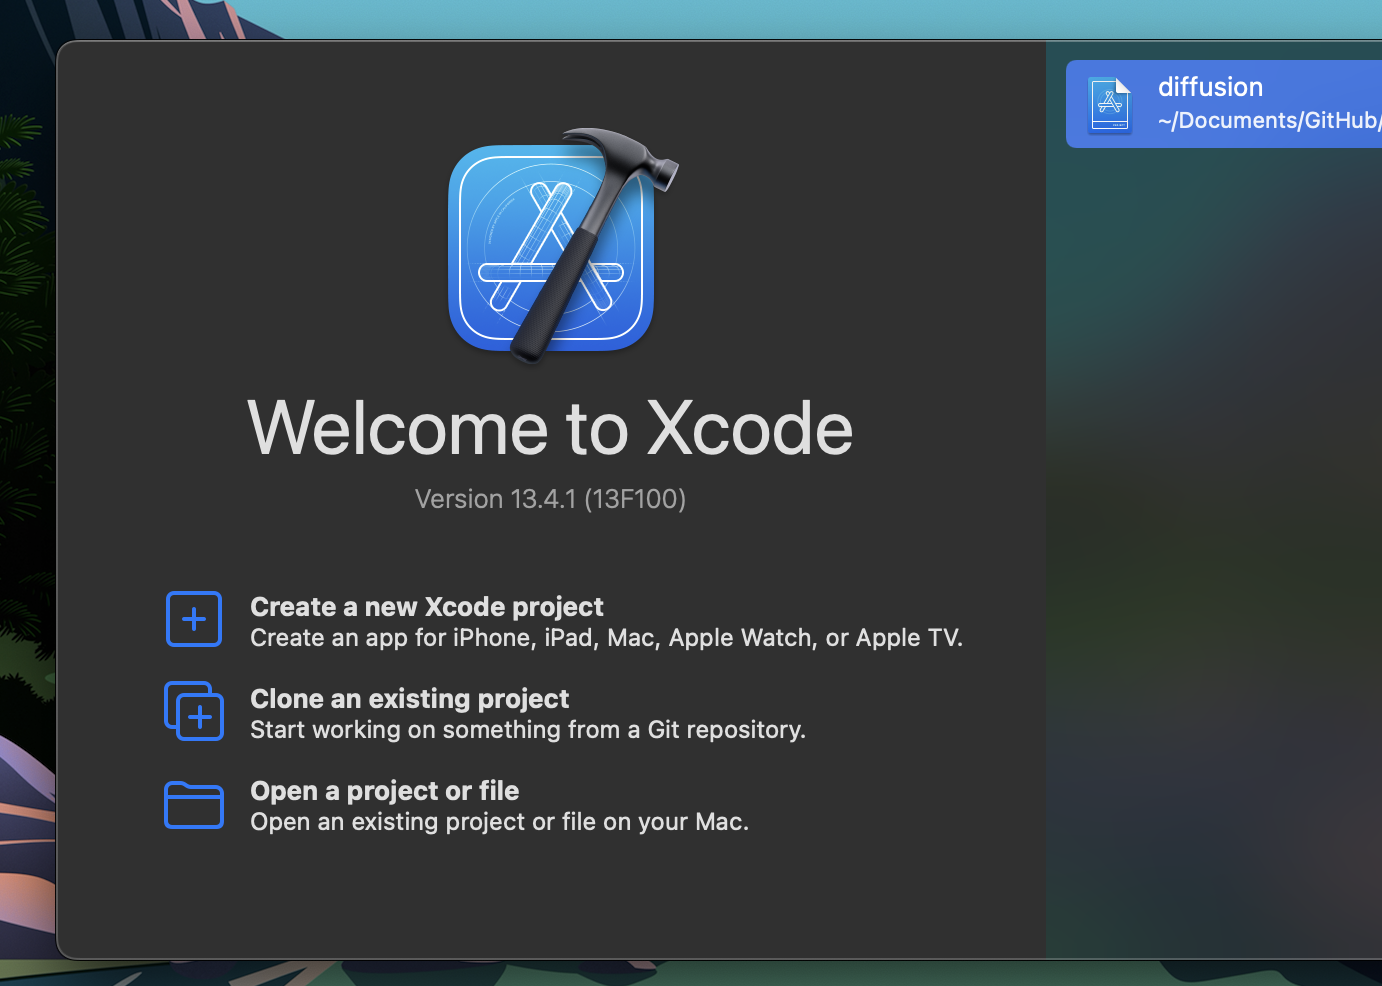 Welcome to Xcode
Version 13.4.1 (13F100)
Create a new Xcode project
Create an app for iPhone, iPad, Mac, Apple Watch, or Apple TV.
Clone an existing project
Start working on something from a Git repository.
Open a project or file
Open an existing project or file on your Mac.
diffusion
~/Documents/GitHub/